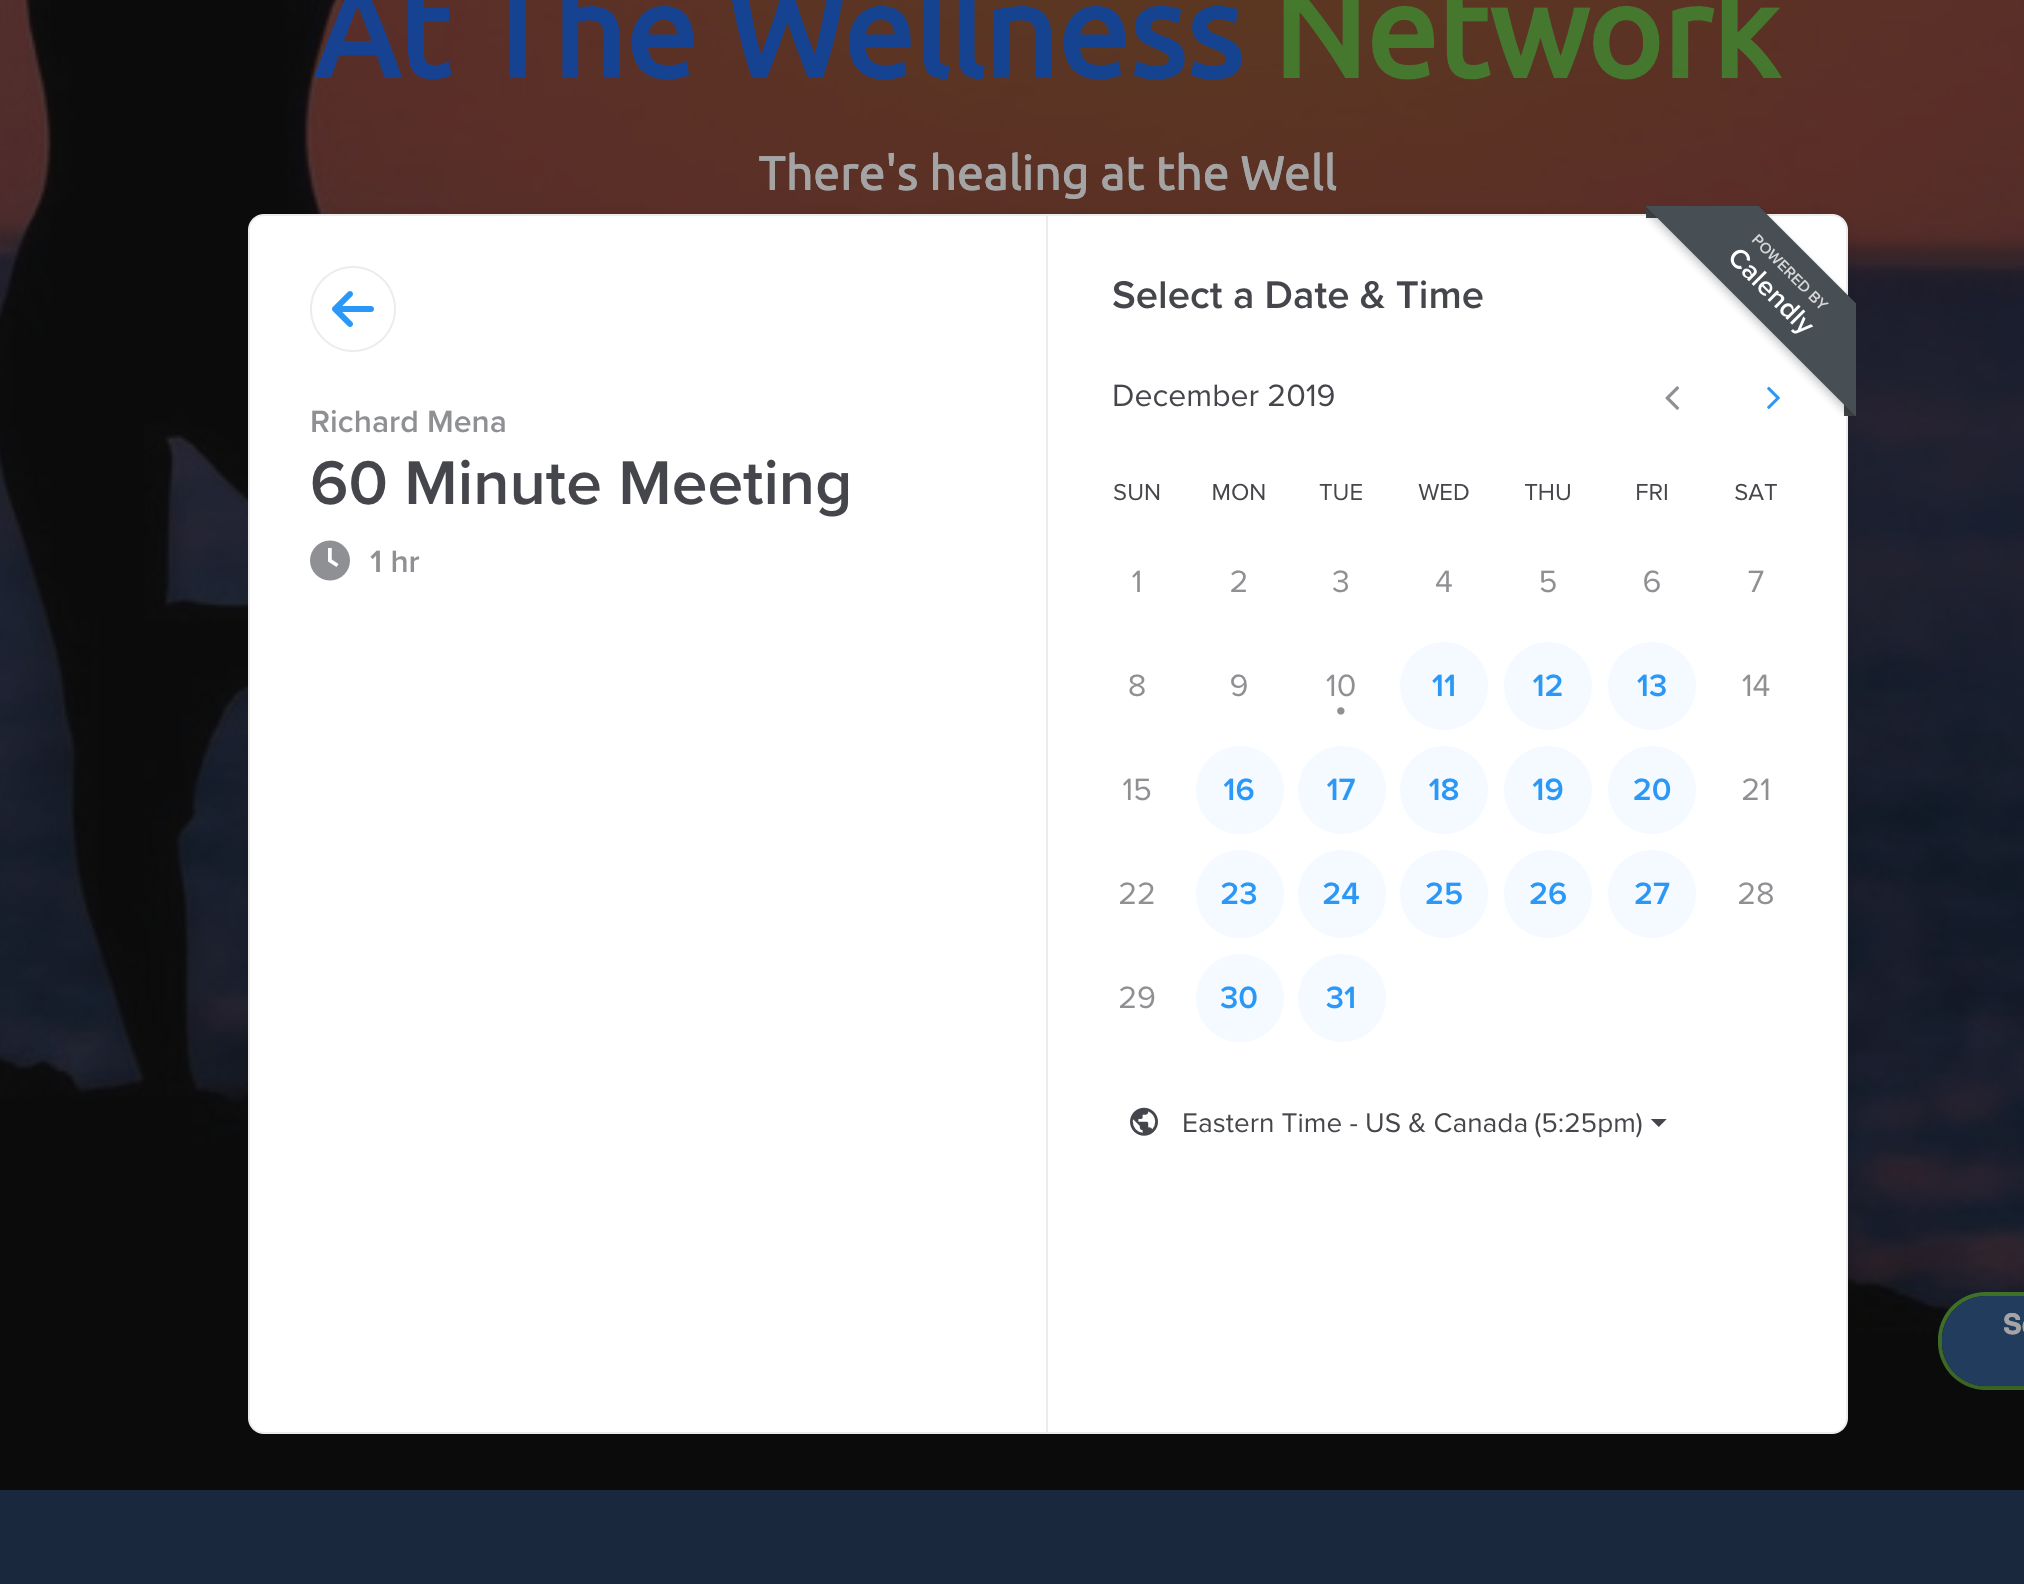 At The Wellness Network
There's healing at the Well
POWERED BY
Calendly
Richard Mena
60 Minute Meeting
1 hr
Select a Date & Time
December 2019
SUN MON TUE WED THU FRI SAT
1 2 3 4 5 6 7
8 9 10 11 12 13 14
15 16 17 18 19 20 21
22 23 24 25 26 27 28
29 30 31
Eastern Time - US & Canada (5:25pm)